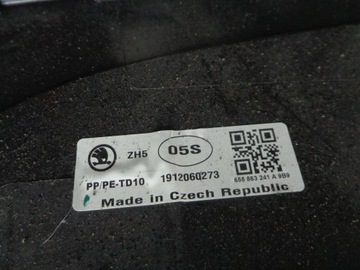 ZH5 05S
PP/PE-TD10 1912060273
Made in Czech Republic
655 863 241 A 9B9